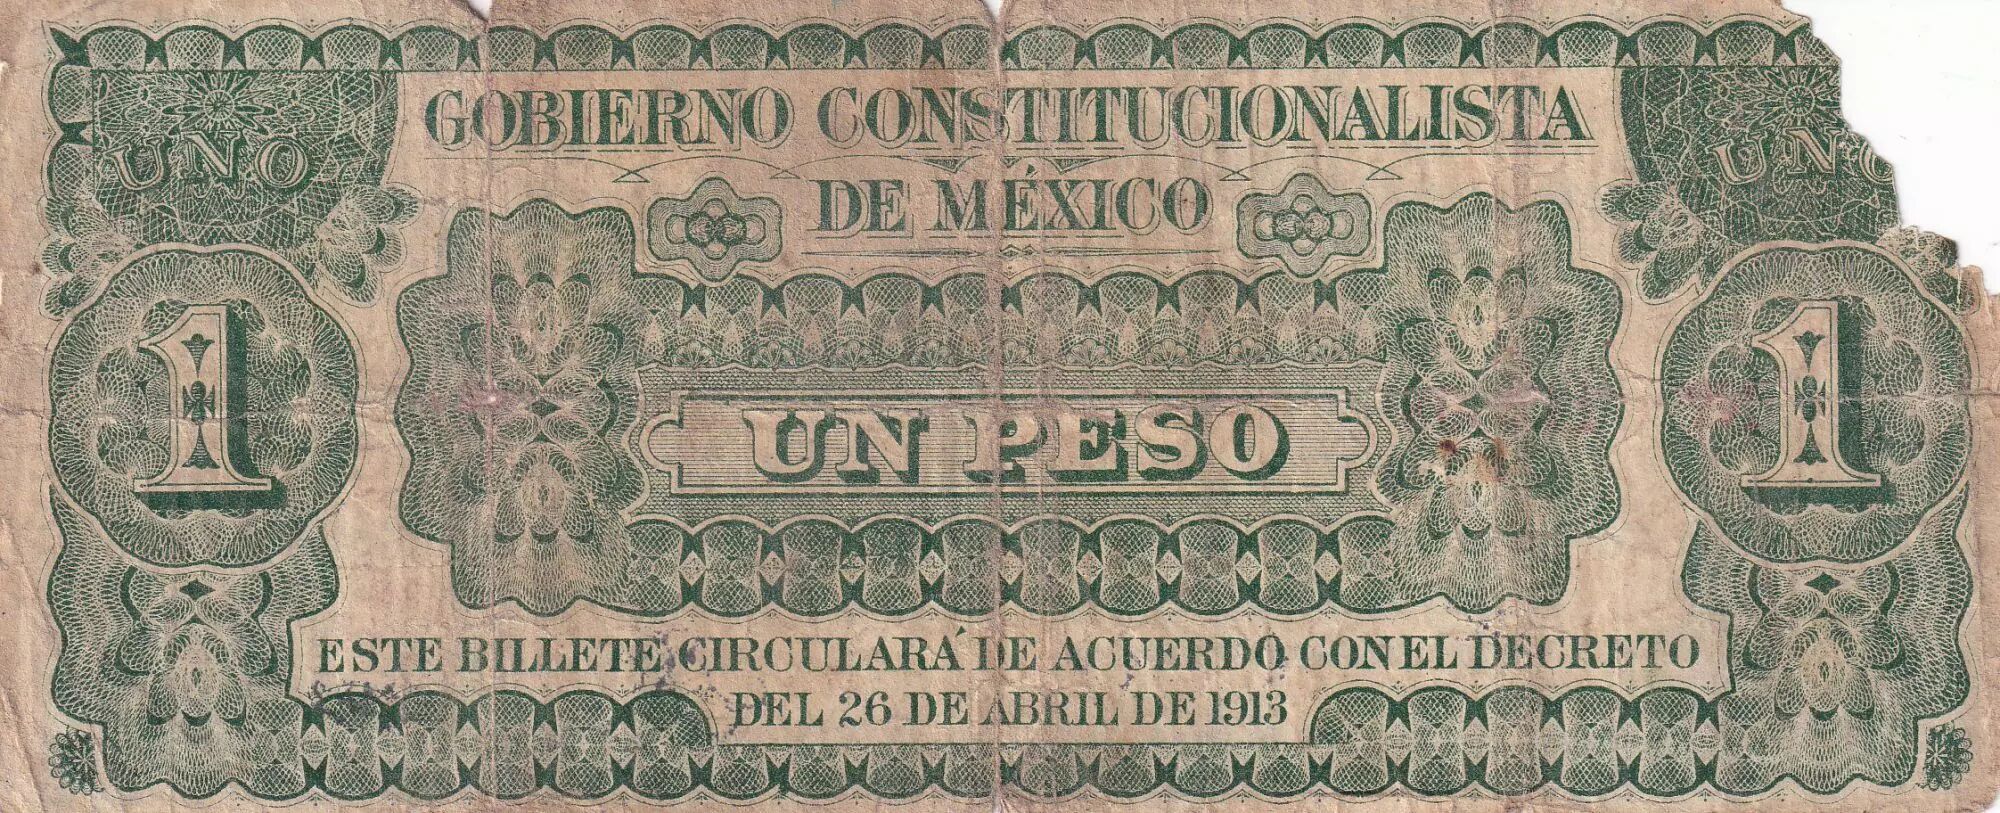 UNO
GOBIERNO CONSTITUCIONALISTA
UNO
DE MÉXICO
1
UN PESO
1
ESTE BILLETE CIRCULARÁ DE ACUERDO CON EL DECRETO
DEL 26 DE ABRIL DE 1913